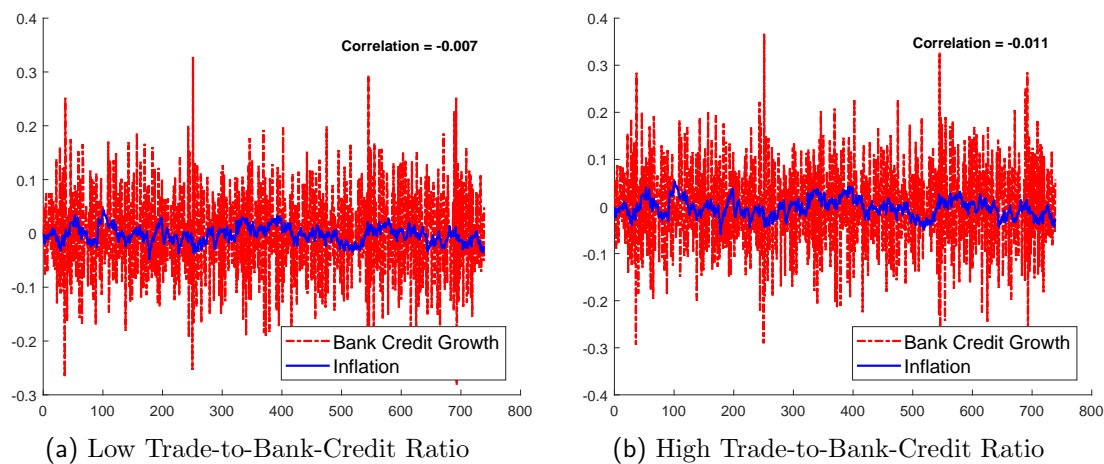 0.4
0.3
0.2
0.1
0
-0.1
-0.2
-0.3
0 100 200 300 400 500 600 700 800
Correlation = -0.007
Bank Credit Growth
Inflation
(a) Low Trade-to-Bank-Credit Ratio
0.4
0.3
0.2
0.1
0
-0.1
-0.2
-0.3
-0.4
0 100 200 300 400 500 600 700 800
Correlation = -0.011
Bank Credit Growth
Inflation
(b) High Trade-to-Bank-Credit Ratio